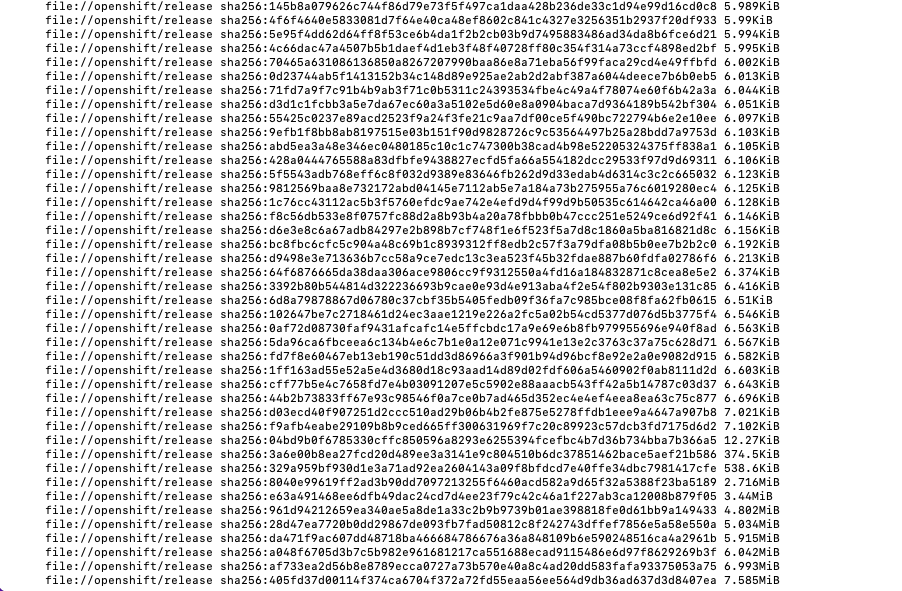 file://openshift/release sha256:145b8a079626c744f86d79e73f5f497ca1daa428b236de33c1d94e99d16cd0c8 5.989KiB
file://openshift/release sha256:4f6f4640e5833081d7f64e40ca48ef8602c841c4327e3256351b2937f20df933 5.99KiB
file://openshift/release sha256:5e95f4dd62d64ff8f53ce6b4da1f2b2cb03b9d7495883486ad34da8b6fce6d21 5.994KiB
file://openshift/release sha256:4c66dac47a4507b5b1daef4d1eb3f48f40728ff80c354f314a73ccf4898ed2bf 5.995KiB
file://openshift/release sha256:70465a631086136850a8267207990baa86e8a71eba56f99faca29cd4e49ffbfd 6.002KiB
file://openshift/release sha256:0d23744ab5f1413152b34c148d89e925ae2ab2d2abf387a6044deece7b6b0eb5 6.013KiB
file://openshift/release sha256:71fd7a9f7c91b4b9ab3f71c0b5311c24393534fbe4c49a4f78074e60f6b42a3a 6.044KiB
file://openshift/release sha256:d3d1c1fcbb3a5e7da67ec60a3a5102e5d60e8a0904baca7d9364189b542bf304 6.051KiB
file://openshift/release sha256:55425c0237e89acd2523f9a24f3fe21c9aa7df00ce5f490bc722794b6e2e10ee 6.097KiB
file://openshift/release sha256:9efb1f8bb8ab8197515e03b151f90d9828726c9c53564497b25a28bdd7a9753d 6.103KiB
file://openshift/release sha256:abd5ea3a48e346ec0480185c10c1c747300b38cad4b98e52205324375ff838a1 6.105KiB
file://openshift/release sha256:428a0444765588a83dfbfe9438827ecfd5fa66a554182dcc29533f97d9d69311 6.106KiB
file://openshift/release sha256:5f5543adb768eff6c8f032d9389e83646fb262d9d33edab4d6314c3c2c665032 6.123KiB
file://openshift/release sha256:9812569baa8e732172abd04145e7112ab5e7a184a73b275955a76c6019280ec4 6.125KiB
file://openshift/release sha256:1c76cc43112ac5b3f5760efdc9ae742e4efd9d4f99d9b50535c614642ca46a00 6.128KiB
file://openshift/release sha256:f8c56db533e8f0757fc88d2a8b93b4a20a78fbbb0b47ccc251e5249ce6d92f41 6.146KiB
file://openshift/release sha256:d6e3e8c6a67adb84297e2b898b7cf748f1e6f523f5a7d8c1860a5ba816821d8c 6.156KiB
file://openshift/release sha256:bc8fbc6cfc5c904a48c69b1c8939312ff8edb2c57f3a79dfa08b5b0ee7b2b2c0 6.192KiB
file://openshift/release sha256:d9498e3e713636b7cc58a9ce7edc13c3ea523f45b32fdae887b60fdfa02786f6 6.213KiB
file://openshift/release sha256:64f6876665da38daa306ace9806cc9f9312550a4fd16a184832871c8cea8e5e2 6.374KiB
file://openshift/release sha256:3392b80b544814d322236693b9cae0e93d4e913aba4f2e54f802b9303e131c85 6.416KiB
file://openshift/release sha256:6d8a79878867d06780c37cbf35b5405fedb09f36fa7c985bce08f8fa62fb0615 6.51KiB
file://openshift/release sha256:102647be7c2718461d24ec3aae1219e226a2fc5a02b54cd5377d076d5b3775f4 6.546KiB
file://openshift/release sha256:0af72d08730faf9431afcafc14e5ffcbdc17a9e69e6b8fb979955696e940f8ad 6.563KiB
file://openshift/release sha256:5da96ca6fbceea6c134b4e6c7b1e0a12e071c9941e13e2c3763c37a75c628d71 6.567KiB
file://openshift/release sha256:fd7f8e60467eb13eb190c51dd3d86966a3f901b94d96bcf8e92e2a0e9082d915 6.582KiB
file://openshift/release sha256:1ff163ad55e52a5e4d3680d18c93aad14d89d02fdf606a5460902f0ab8111d2d 6.603KiB
file://openshift/release sha256:cff77b5e4c7658fd7e4b03091207e5c5902e88aaacb543ff42a5b14787c03d37 6.643KiB
file://openshift/release sha256:44b2b73833ff67e93c98546f0a7ce0b7ad465d352ec4e4ef4eea8ea63c75c877 6.696KiB
file://openshift/release sha256:d03ecd40f907251d2ccc510ad29b06b4b2fe875e5278ffdb1eee9a4647a907b8 7.021KiB
file://openshift/release sha256:f9afb4eabe29109b8b9ced665ff300631969f7c20c89923c57dcb3fd7175d6d2 7.102KiB
file://openshift/release sha256:04bd9b0f6785330cffc850596a8293e6255394fcefbc4b7d36b734bba7b366a5 12.27KiB
file://openshift/release sha256:3a6e00b8ea27fcd20d489ee3a3141e9c804510b6dc37851462bace5aef21b586 374.5KiB
file://openshift/release sha256:329a959bf930d1e3a71ad92ea2604143a09f8bfdcd7e40ffe34dbc7981417cfe 538.6KiB
file://openshift/release sha256:8040e99619ff2ad3b90dd7097213255f6460acd582a9d65f32a5388f23ba5189 2.716MiB
file://openshift/release sha256:e63a491468ee6dfb49dac24cd7d4ee23f79c42c46a1f227ab3ca12008b879f05 3.44MiB
file://openshift/release sha256:961d94212659ea340ae5a8de1a33c2b9b9739b01ae398818fe0d61bb9a149433 4.802MiB
file://openshift/release sha256:28d47ea7720b0dd29867de093fb7fad50812c8f242743dffef7856e5a58e550a 5.034MiB
file://openshift/release sha256:da471f9ac607dd48718ba466684786676a36a848109b6e590248516ca4a2961b 5.915MiB
file://openshift/release sha256:a048f6705d3b7c5b982e961681217ca551688ecad9115486e6d97f8629269b3f 6.042MiB
file://openshift/release sha256:af733ea2d56b8e8789ecca0727a73b570e40a8c4ad20dd583fafa93375053a75 6.993MiB
file://openshift/release sha256:405fd37d00114f374ca6704f372a72fd55eaa56ee564d9db36ad637d3d8407ea 7.585MiB